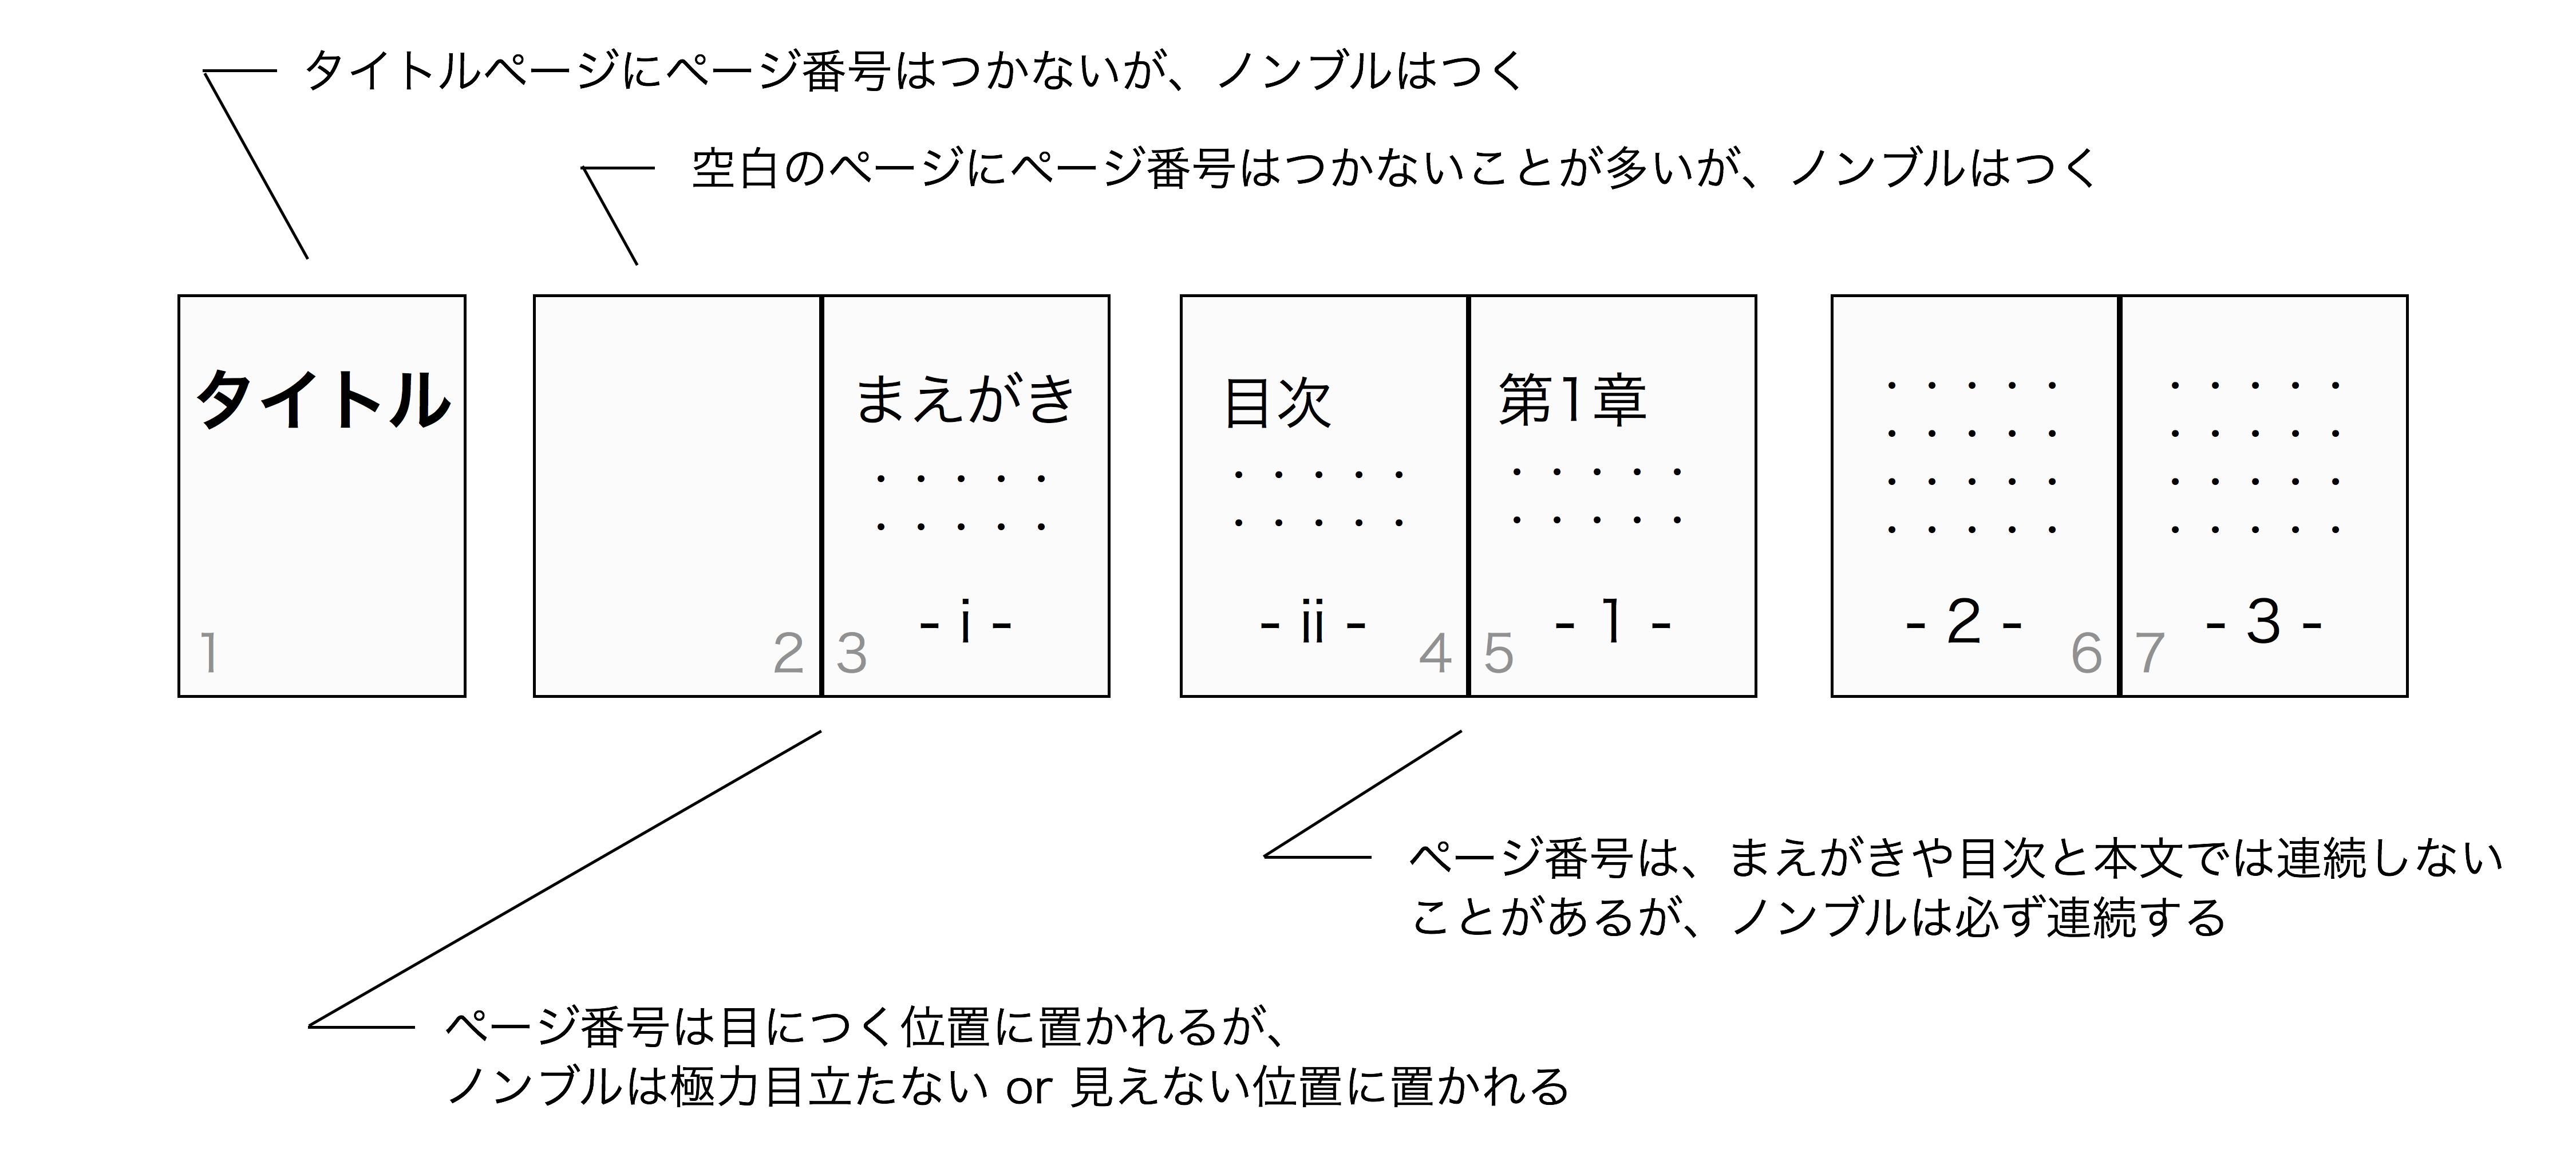 タイトルページにページ番号はつかないが、ノンブルはつく
空白のページにページ番号はつかないことが多いが、ノンブルはつく
タイトル
1
2
まえがき
・・・・・
・・・・・
- i -
3
目次
・・・・・
・・・・・
- ii -
4
第1章
・・・・・
・・・・・
- 1 -
5
・・・・・
・・・・・
・・・・・
・・・・・
- 2 -
6
・・・・・
・・・・・
・・・・・
・・・・・
- 3 -
7
ページ番号は、まえがきや目次と本文では連続しない
ことがあるが、ノンブルは必ず連続する
ページ番号は目につく位置に置かれるが、
ノンブルは極力目立たない or 見えない位置に置かれる